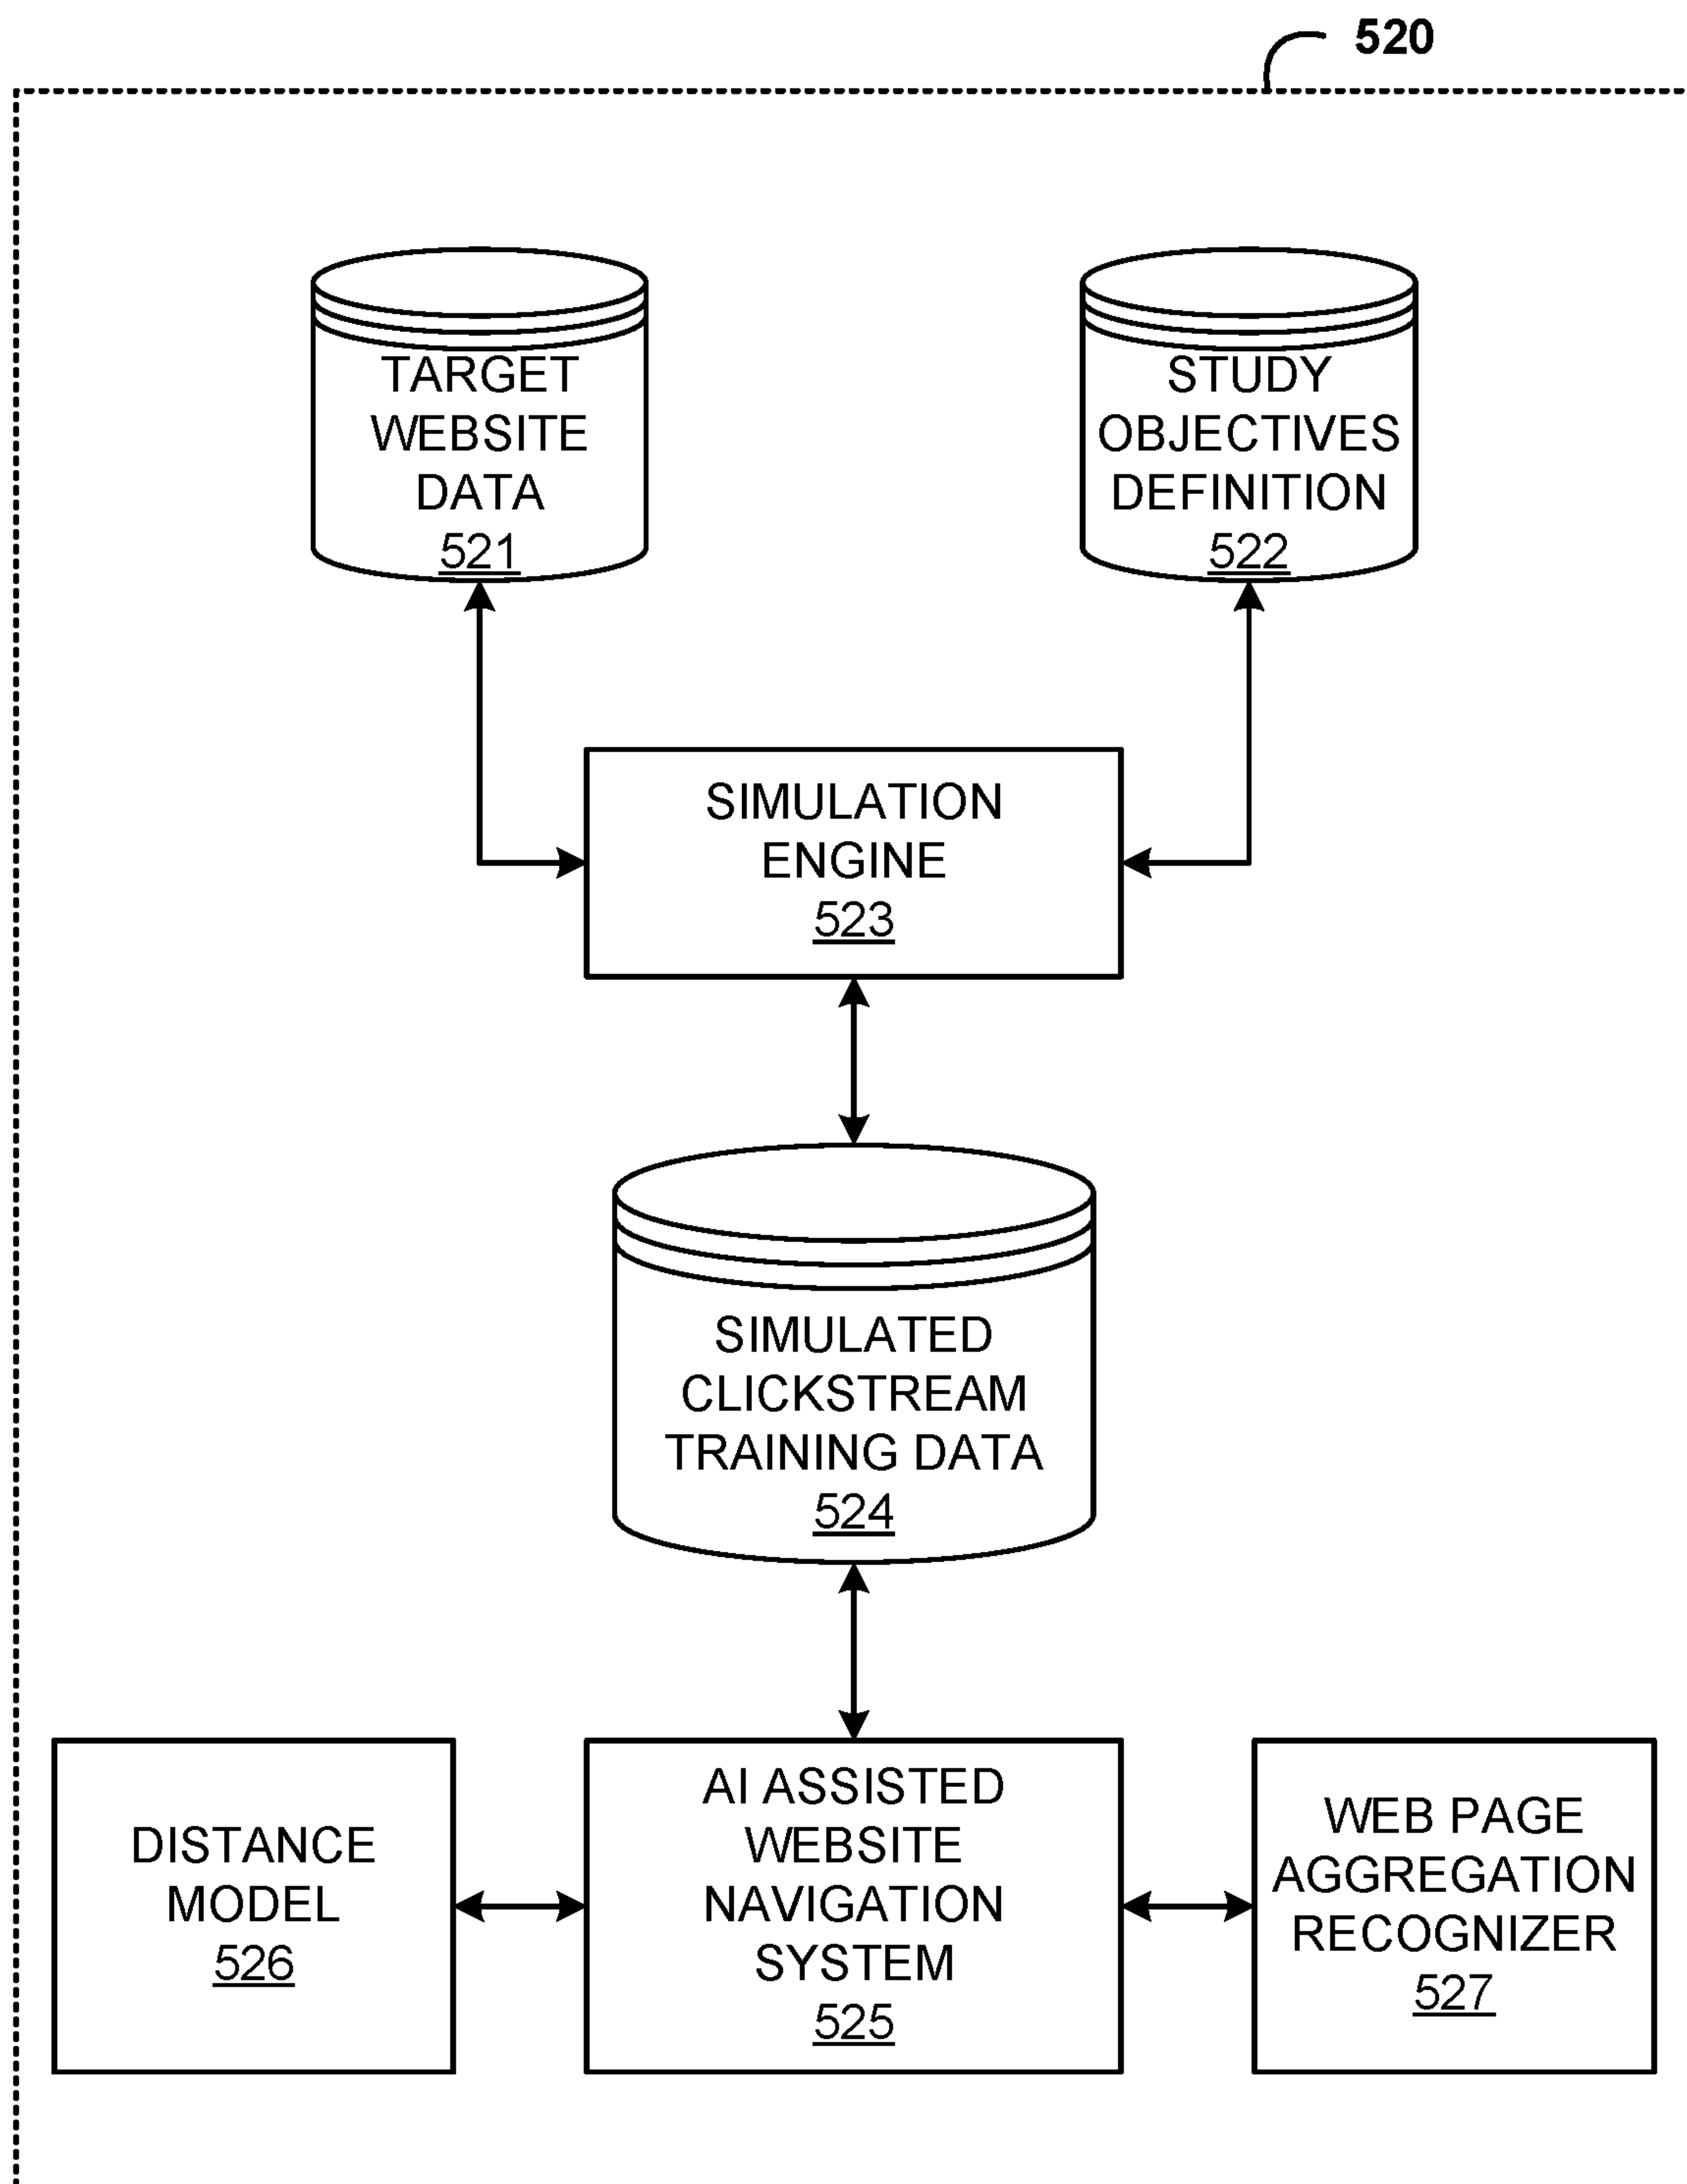 520
TARGET
WEBSITE
DATA
521
STUDY
OBJECTIVES
DEFINITION
522
SIMULATION
ENGINE
523
SIMULATED
CLICKSTREAM
TRAINING DATA
524
DISTANCE
MODEL
526
AI ASSISTED
WEBSITE
NAVIGATION
SYSTEM
525
WEB PAGE
AGGREGATION
RECOGNIZER
527